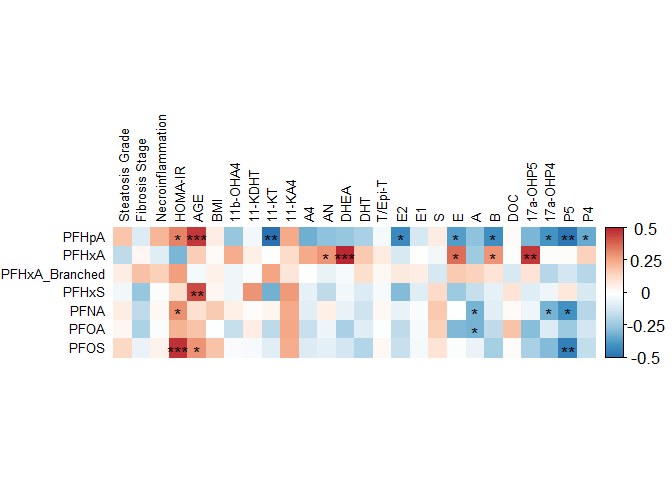 Steatosis Grade
Fibrosis Stage
Necroinflammation
HOMA-IR
AGE
BMI
11b-OHA4
11-KDHT
11-KT
11-KA4
A4
AN
DHEA
DHT
T/Epi-T
E2
E1
S
E
A
B
DOC
17a-OHP5
17a-OHP4
P5
P4
PFHpA * *** ** * * * * ** *
PFHxA * *** * * **
PFHxA_Branched
PFHxS **
PFNA * * * *
PFOA *
PFOS *** * **
0.5
0.25
0
-0.25
-0.5